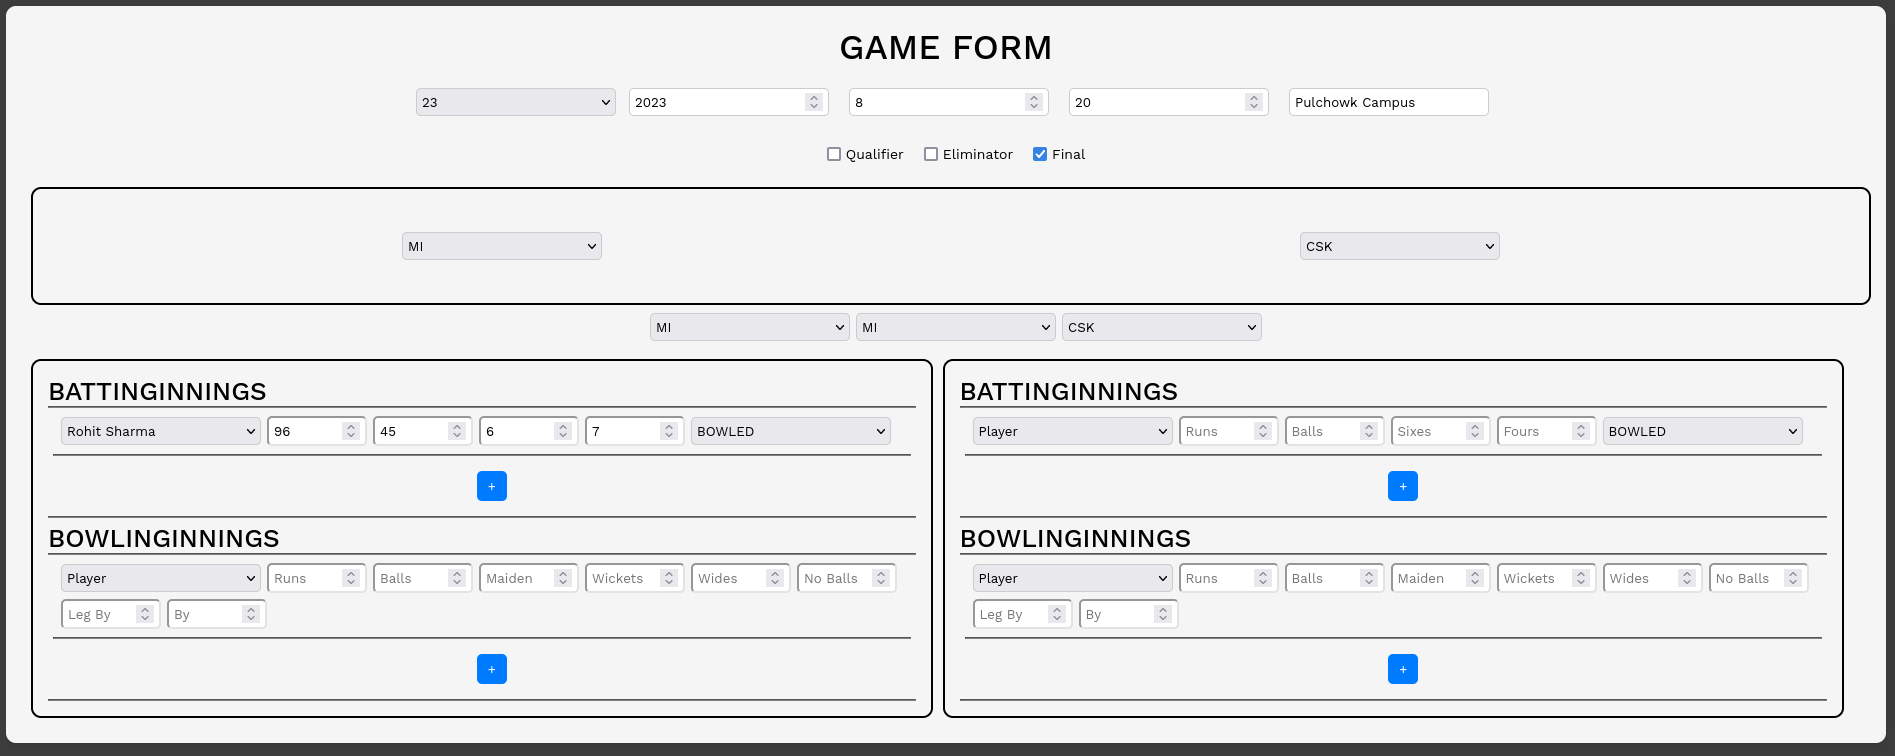 GAME FORM
23 2023 8 20 Pulchowk Campus
Qualifier Eliminator Final
MI CSK
MI MI CSK
BATTINGINNINGS
Rohit Sharma 96 45 6 7 BOWLED
+
BOWLINGINNINGS
Player Runs Balls Maiden Wickets Wides No Balls
Leg By By
+
BATTINGINNINGS
Player Runs Balls Sixes Fours BOWLED
+
BOWLINGINNINGS
Player Runs Balls Maiden Wickets Wides No Balls
Leg By By
+